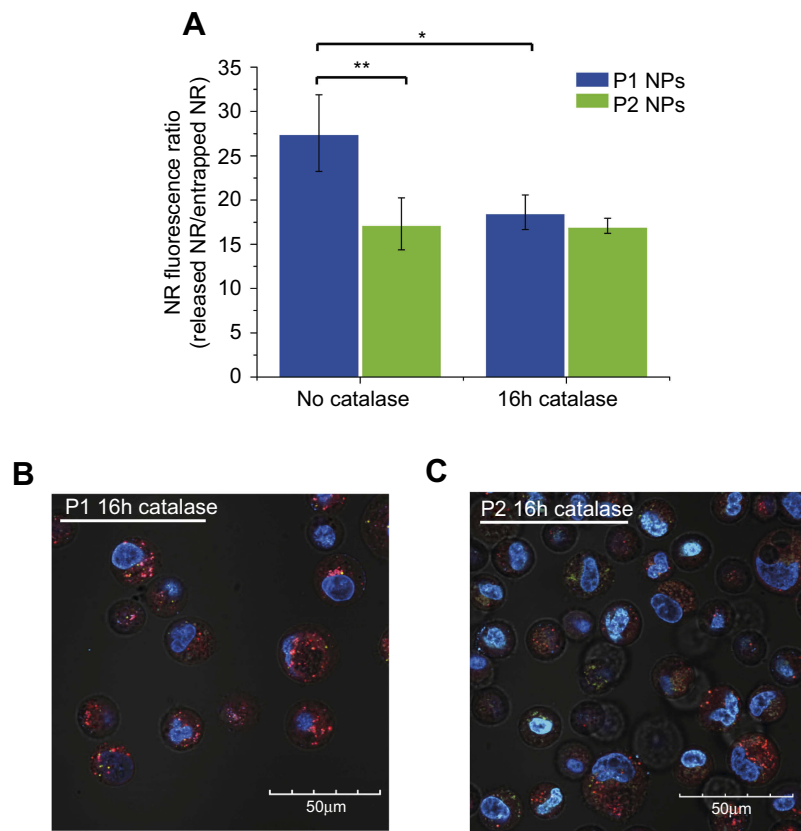 A
*
**
P1 NPs
P2 NPs
NR fluorescence ratio
(released NR/entrapped NR)
35
30
25
20
15
10
5
0
No catalase
16h catalase
B
P1 16h catalase
50μm
C
P2 16h catalase
50μm